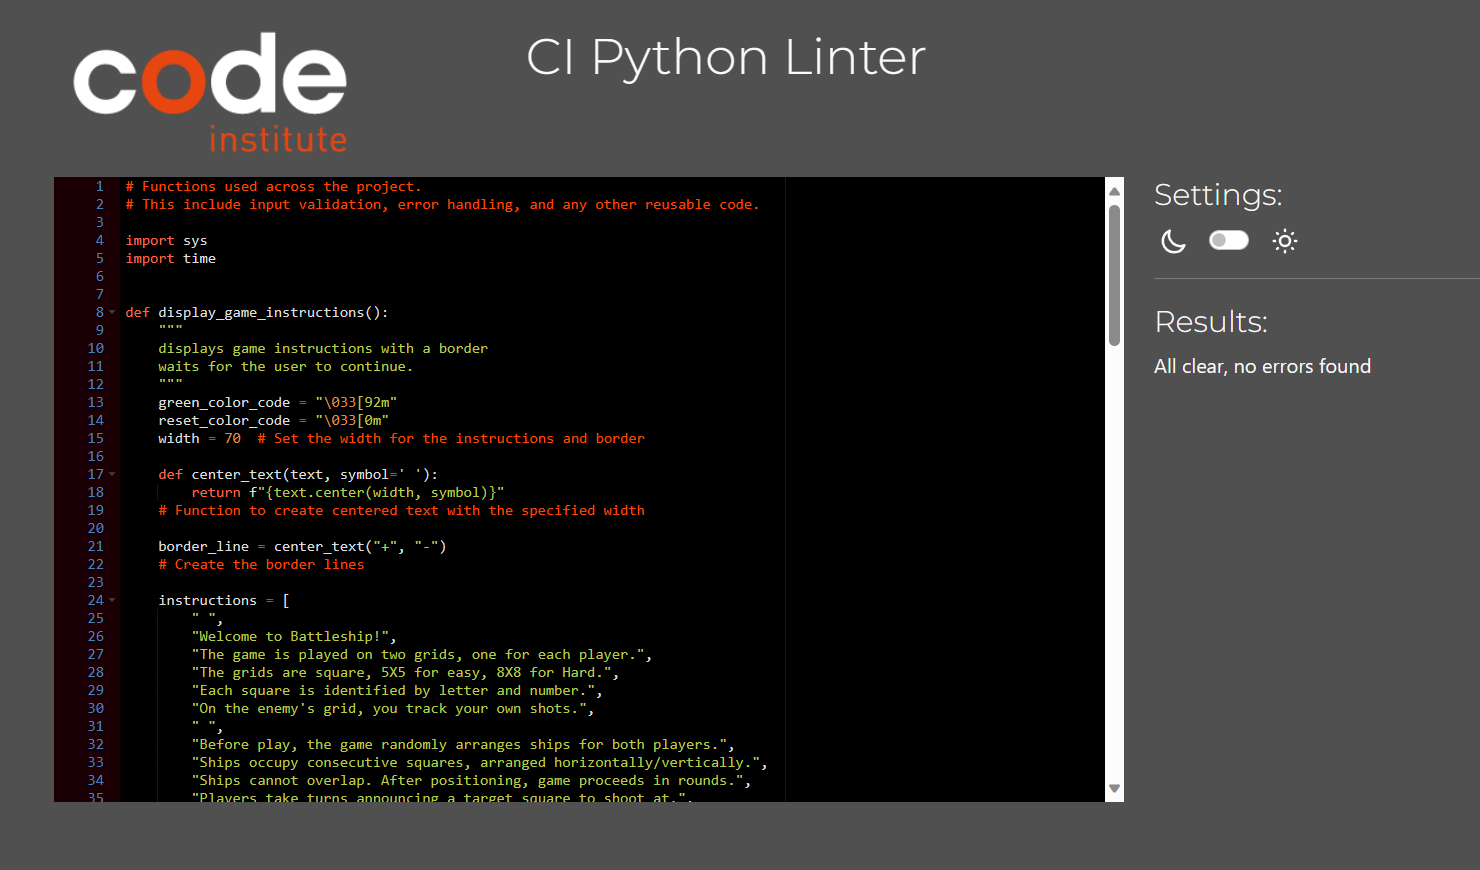 code
institute
CI Python Linter
1 # Functions used across the project.
2 # This include input validation, error handling, and any other reusable code.
3
4 import sys
5 import time
6
7
8 def display_game_instructions():
9     """
10     displays game instructions with a border
11     waits for the user to continue.
12     """
13     green_color_code = "\033[92m"
14     reset_color_code = "\033[0m"
15     width = 70  # Set the width for the instructions and border
16
17     def center_text(text, symbol=' '):
18         return f"{text.center(width, symbol)}"
19     # Function to create centered text with the specified width
20
21     border_line = center_text("+", "-")
22     # Create the border lines
23
24     instructions = [
25         " ",
26         "Welcome to Battleship!",
27         "The game is played on two grids, one for each player.",
28         "The grids are square, 5X5 for easy, 8X8 for Hard.",
29         "Each square is identified by letter and number.",
30         "On the enemy's grid, you track your own shots.",
31         " ",
32         "Before play, the game randomly arranges ships for both players.",
33         "Ships occupy consecutive squares, arranged horizontally/vertically.",
34         "Ships cannot overlap. After positioning, game proceeds in rounds.",
35         "Players take turns announcing a target square to shoot at.",
Settings:
Results:
All clear, no errors found